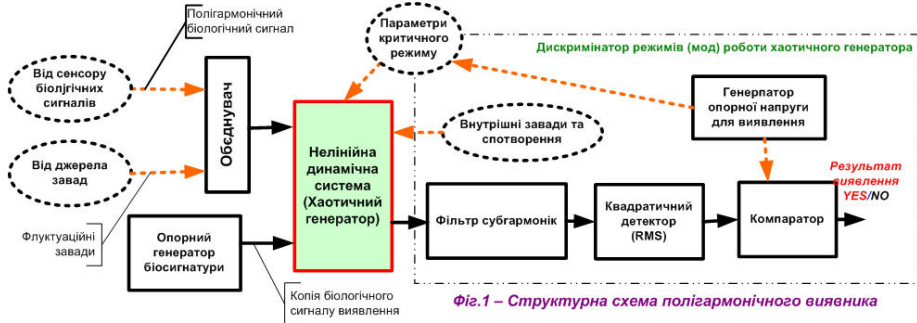 Полігармонічний
біологічний сигнал
Параметри
критичного
режиму
Дискримінатор режимів (мод) роботи хаотичного генератора
Від сенсору
біолјгічних
сигналів
Обєднувач
Генерпатор
опорної напруги
для виявлення
Внутрішні завади та
спотворення
Нелінійна
динамічна
система
(Хаотичний
генератор)
Від джерела
завад
Результат
виявлення
YES/NO
Фільтр субгармонік
Квадратичний
детектор
(RMS)
Компаратор
Флуктуаційні
завади
Опорний
генератор
біосигнатури
Копія біологічного
сигналу виявлення
Фіг.1 – Структурна схема полігармонічного виявника